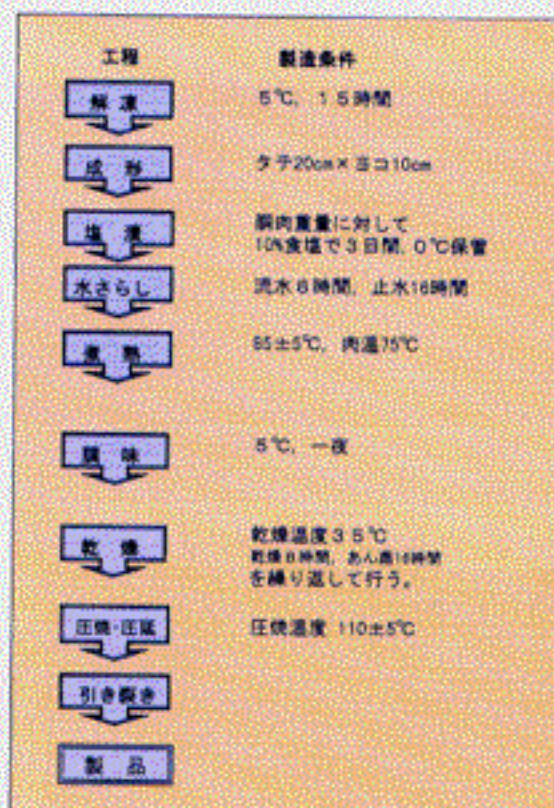 工程 製造条件
解凍 5℃, 15時間
成形 タテ20cm×ヨコ10cm
塩漬 胴肉重量に対して
10%食塩で3日間, 0℃保管
水さらし 流水8時間, 止水16時間
煮熟 85±5℃, 肉温75℃
調味 5℃, 一夜
乾燥 乾燥温度35℃
乾燥8時間, あん蒸16時間
を繰り返して行う。
圧焼・圧延 圧焼温度 110±5℃
引き裂き
製品